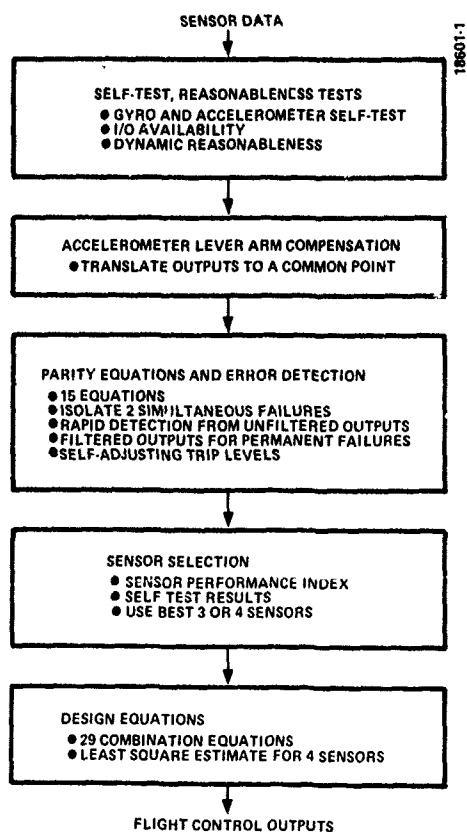 SENSOR DATA
18601-1
SELF-TEST, REASONABLENESS TESTS
● GYRO AND ACCELEROMETER SELF-TEST
● I/O AVAILABILITY
● DYNAMIC REASONABLENESS
ACCELEROMETER LEVER ARM COMPENSATION
● TRANSLATE OUTPUTS TO A COMMON POINT
PARITY EQUATIONS AND ERROR DETECTION
● 15 EQUATIONS
● ISOLATE 2 SIMULTANEOUS FAILURES
● RAPID DETECTION FROM UNFILTERED OUTPUTS
● FILTERED OUTPUTS FOR PERMANENT FAILURES
● SELF-ADJUSTING TRIP LEVELS
SENSOR SELECTION
● SENSOR PERFORMANCE INDEX
● SELF TEST RESULTS
● USE BEST 3 OR 4 SENSORS
DESIGN EQUATIONS
● 29 COMBINATION EQUATIONS
● LEAST SQUARE ESTIMATE FOR 4 SENSORS
FLIGHT CONTROL OUTPUTS